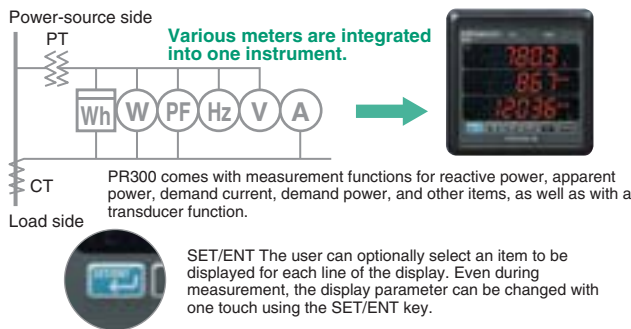 Power-source side
PT
Various meters are integrated
into one instrument.
Wh W PF Hz V A
CT
Load side
PR300 comes with measurement functions for reactive power, apparent
power, demand current, demand power, and other items, as well as with a
transducer function.
SET/ENT The user can optionally select an item to be
displayed for each line of the display. Even during
measurement, the display parameter can be changed with
one touch using the SET/ENT key.